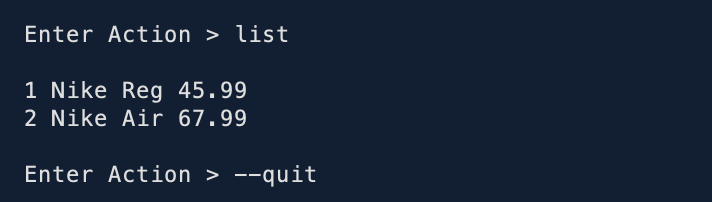 Enter Action > list
1 Nike Reg 45.99
2 Nike Air 67.99
Enter Action > --quit